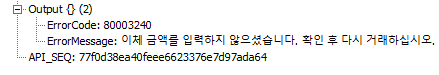 Output {} (2)
ErrorCode: 80003240
ErrorMessage: 이체 금액를 입력하지 않으셨습니다. 확인 후 다시 거래하십시오.
API_SEQ: 77f0d38ea40feee6623376e7d97ada64